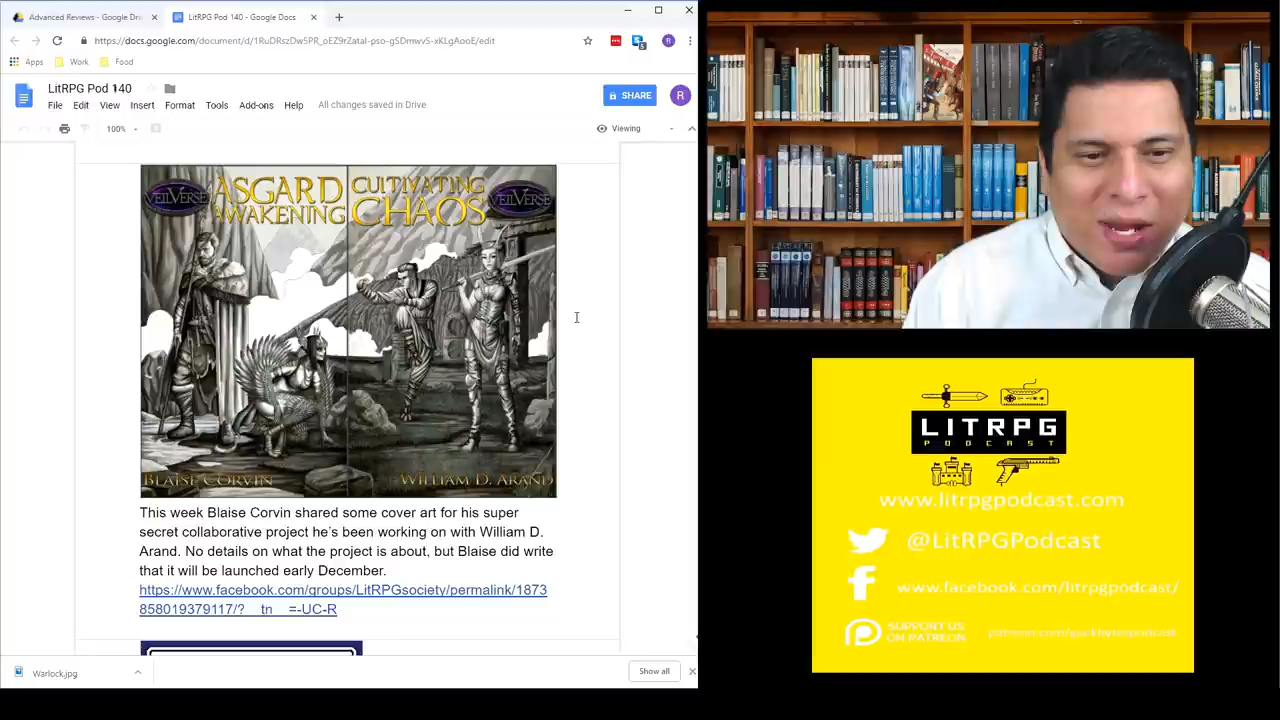 Advanced Reviews - Google Dri
LitRPG Pod 140 - Google Docs
https://docs.google.com/document/d/1RuDRszDw5PR_oEZ9rZatal-pso-gSDmwvS-xKLgAooE/edit
Apps
Work
Food
LitRPG Pod 140
File Edit View Insert Format Tools Add-ons Help All changes saved in Drive
SHARE
R
100%
Viewing
VEILVERSE
ASGARD
AWAKENING
CULTIVATING
CHAOS
VEILVERSE
BLAISE CORVIN
WILLIAM D. ARAND
This week Blaise Corvin shared some cover art for his super
secret collaborative project he's been working on with William D.
Arand. No details on what the project is about, but Blaise did write
that it will be launched early December.
https://www.facebook.com/groups/LitRPGsociety/permalink/1873
858019379117/?__tn__=-UC-R
Warlock.jpg
Show all
LITRPG
PODCAST
www.litrpgpodcast.com
@LitRPGPodcast
www.facebook.com/litrpgpodcast/
SUPPORT US
ON PATREON
patreon.com/geekbytespodcast